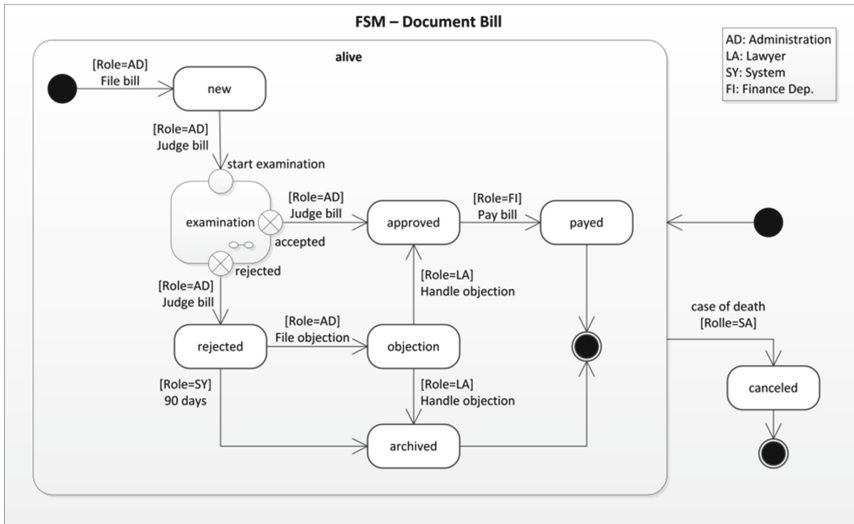 FSM – Document Bill
AD: Administration
LA: Lawyer
SY: System
FI: Finance Dep.
alive
[Role=AD]
File bill
new
[Role=AD]
Judge bill
start examination
examination
accepted
rejected
[Role=AD]
Judge bill
approved
[Role=FI]
Pay bill
payed
[Role=LA]
Handle objection
[Role=AD]
Judge bill
rejected
[Role=AD]
File objection
objection
case of death
[Rolle=SA]
canceled
[Role=SY]
90 days
[Role=LA]
Handle objection
archived